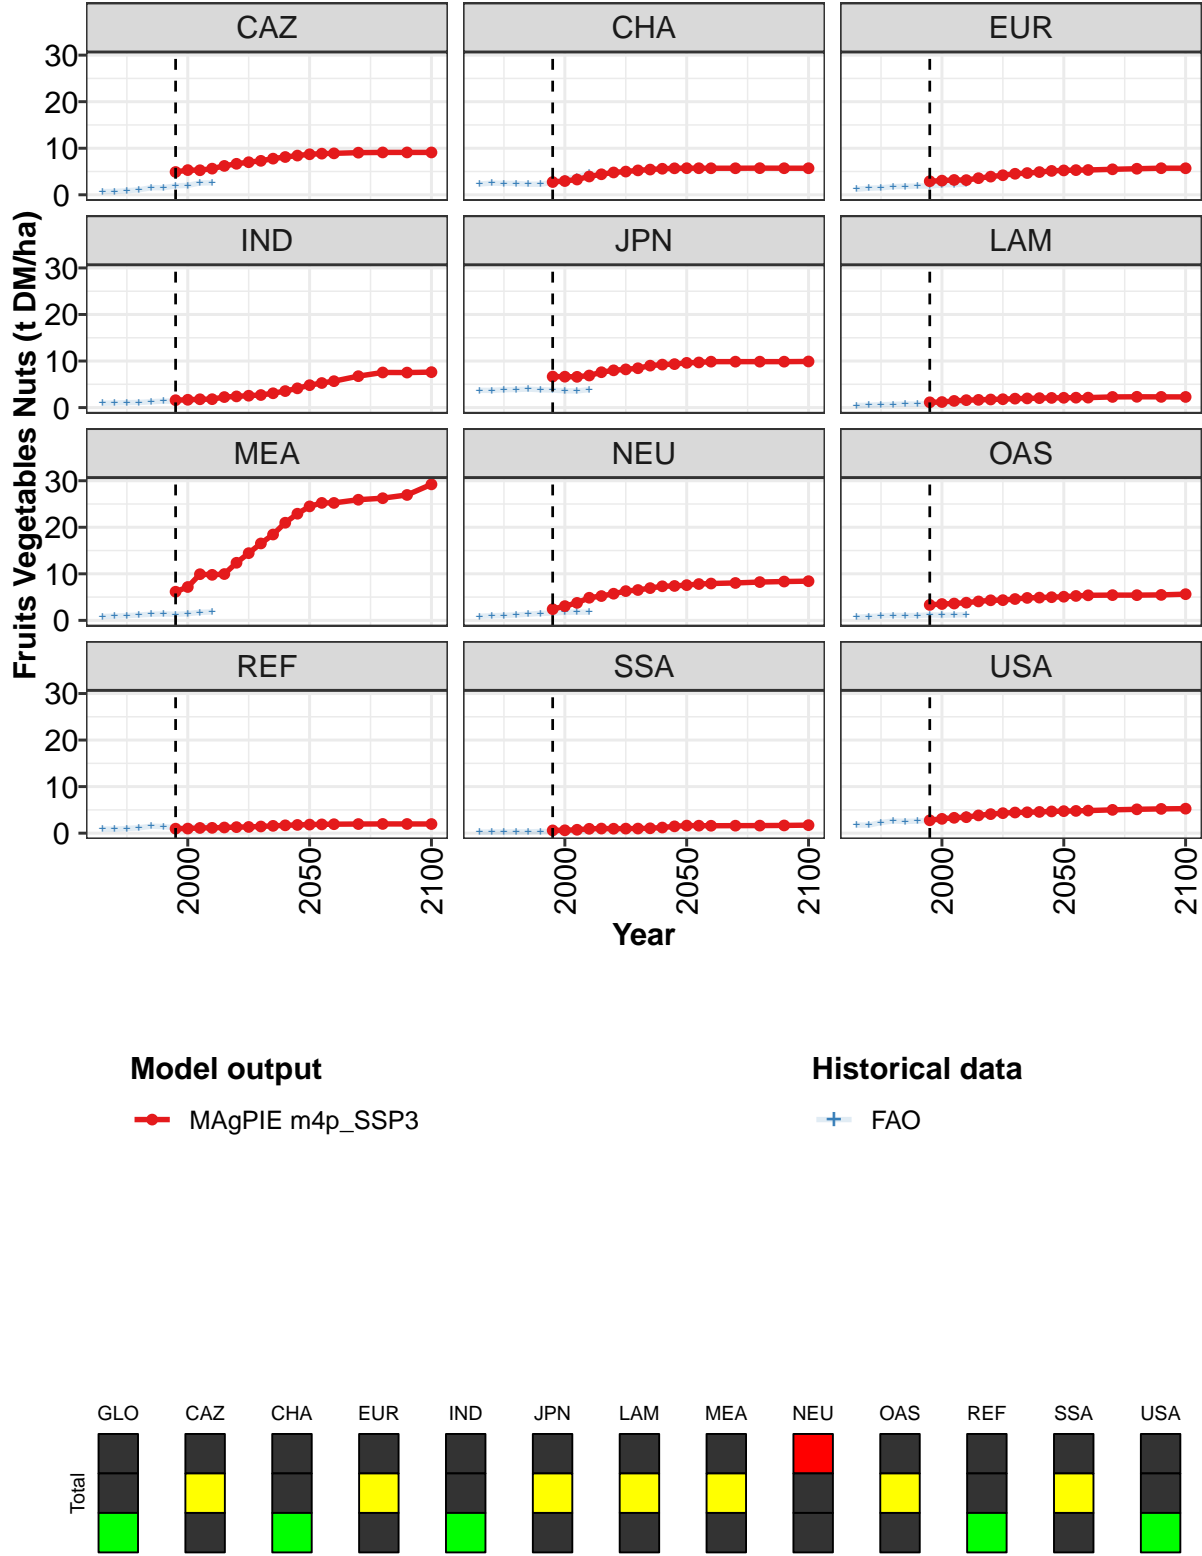 CAZ CHA EUR
30
20
10
0
IND JPN LAM
30
20
10
0
MEA NEU OAS
30
20
10
0
REF SSA USA
30
20
10
0
Fruits Vegetables Nuts (t DM/ha)
2000 2050 2100 2000 2050 2100 2000 2050 2100
Year
Model output Historical data
MAgPIE m4p_SSP3 FAO
GLO CAZ CHA EUR IND JPN LAM MEA NEU OAS REF SSA USA
Total